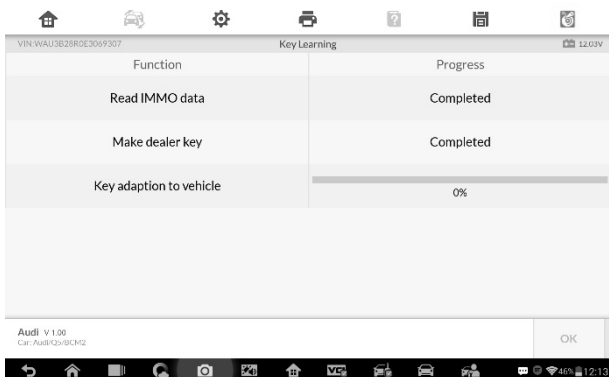 VIN:WAU3B28R0E3069307 Key Learning 12.03V
Function Progress
Read IMMO data Completed
Make dealer key Completed
Key adaption to vehicle
0%
Audi V 1.00
Car: Audi/Q5/BCM2
OK
46% 12:13